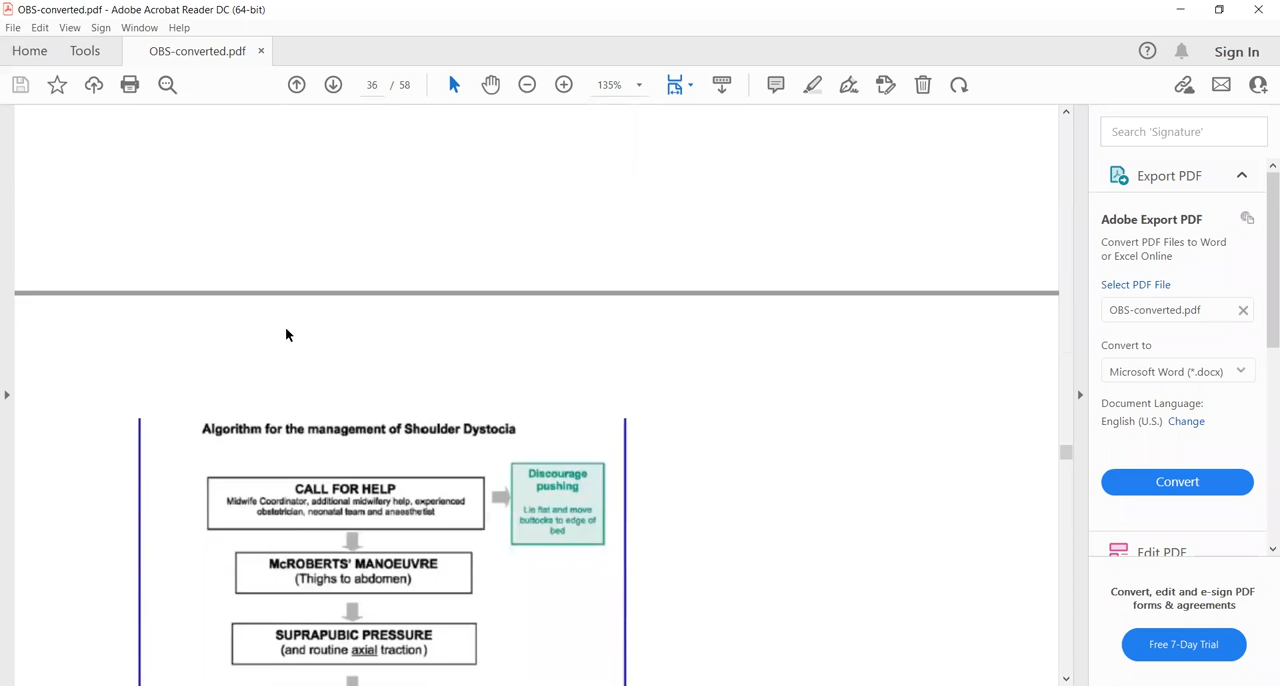 OBS-converted.pdf - Adobe Acrobat Reader DC (64-bit)
File Edit View Sign Window Help
Home Tools OBS-converted.pdf × Sign In
36 / 58 135%
Search 'Signature'
Export PDF
Adobe Export PDF
Convert PDF Files to Word
or Excel Online
Select PDF File
OBS-converted.pdf
Convert to
Microsoft Word (*.docx)
Document Language:
English (U.S.) Change
Convert
Edit PDF
Convert, edit and e-sign PDF
forms & agreements
Free 7-Day Trial
Algorithm for the management of Shoulder Dystocia
CALL FOR HELP
Midwife Coordinator, additional midwifery help, experienced
obstetrician, neonatal team and anaesthetist
Discourage
pushing
Lie flat and move
buttocks to edge of
bed
McROBERTS' MANOEUVRE
(Thighs to abdomen)
SUPRAPUBIC PRESSURE
(and routine axial traction)